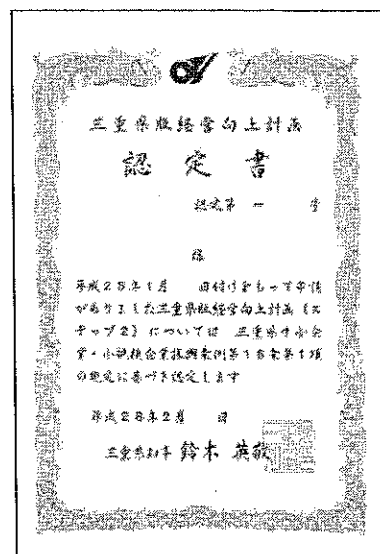 三重県版経営向上計画
認定書
認定第 一 号
様
平成28年1月 日付けをもって申請
がありました三重県版経営向上計画（ス
テップ2）については 三重県中小企
業・小規模企業振興条例第18条第1項
の規定に基づき認定します
平成28年2月 日
三重県知事 鈴木 英敬